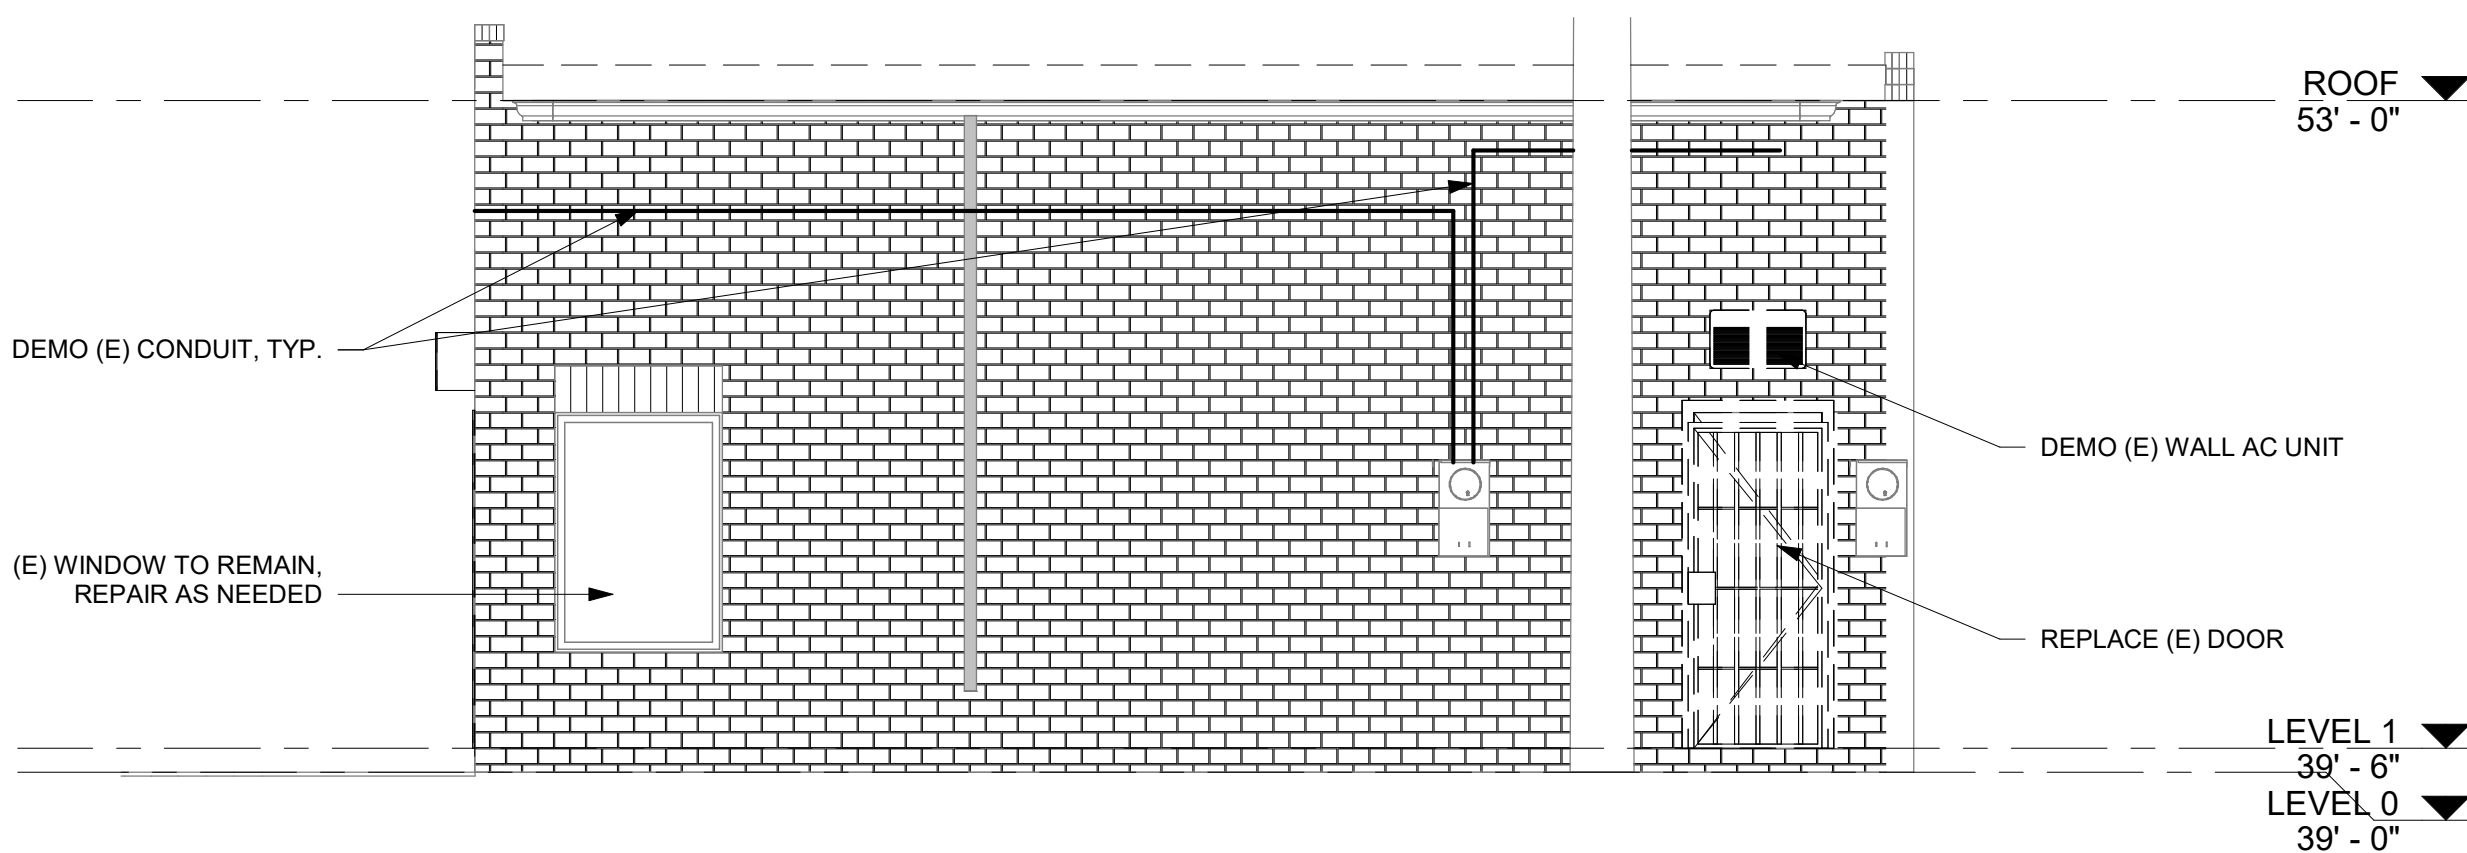 ROOF
53' - 0"
DEMO (E) CONDUIT, TYP.
DEMO (E) WALL AC UNIT
(E) WINDOW TO REMAIN,
REPAIR AS NEEDED
REPLACE (E) DOOR
LEVEL 1
39' - 6"
LEVEL 0
39' - 0"